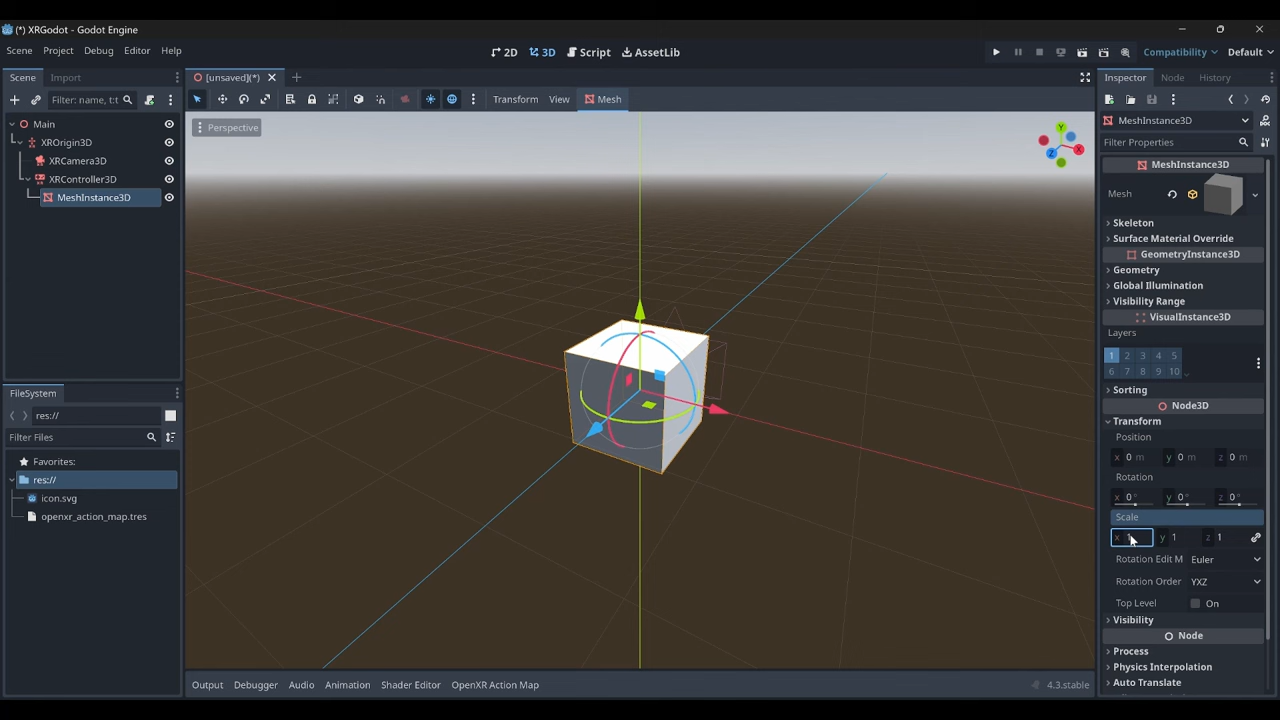 (*) XRGodot - Godot Engine
Scene Project Debug Editor Help
2D 3D Script AssetLib
Compatibility Default
Scene Import
Filter: name, t:t
Main
XROrigin3D
XRCamera3D
XRController3D
MeshInstance3D
FileSystem
res://
Filter Files
Favorites:
res://
icon.svg
openxr_action_map.tres
[unsaved](*)
Transform View Mesh
Perspective
Y
X
Z
Output Debugger Audio Animation Shader Editor OpenXR Action Map
4.3.stable
Inspector Node History
MeshInstance3D
Filter Properties
MeshInstance3D
Mesh
Skeleton
Surface Material Override
GeometryInstance3D
Geometry
Global Illumination
Visibility Range
VisualInstance3D
Layers
1 2 3 4 5
6 7 8 9 10
Sorting
Node3D
Transform
Position
x 0 m y 0 m z 0 m
Rotation
x 0° y 0° z 0°
Scale
x 1 y 1 z 1
Rotation Edit M Euler
Rotation Order YXZ
Top Level On
Visibility
Node
Process
Physics Interpolation
Auto Translate